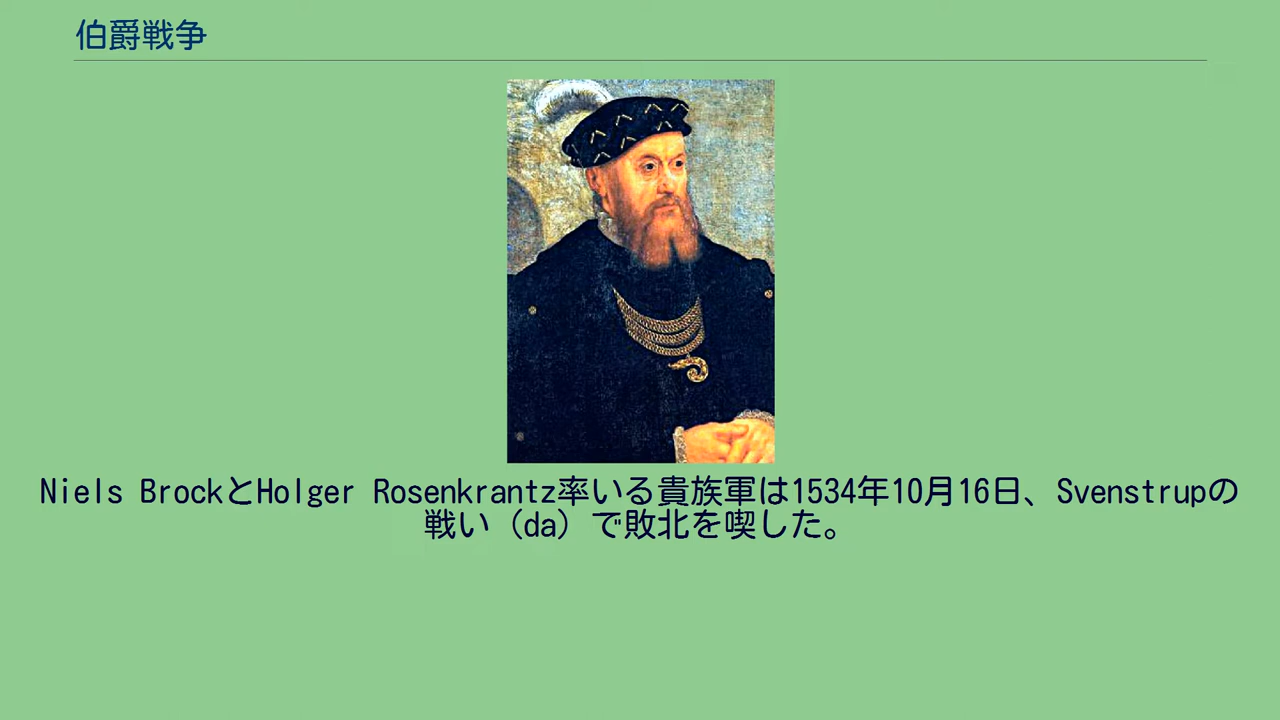 伯爵戦争
Niels BrockとHolger Rosenkrantz率いる貴族軍は1534年10月16日、Svenstrupの
戦い（da）で敗北を喫した。